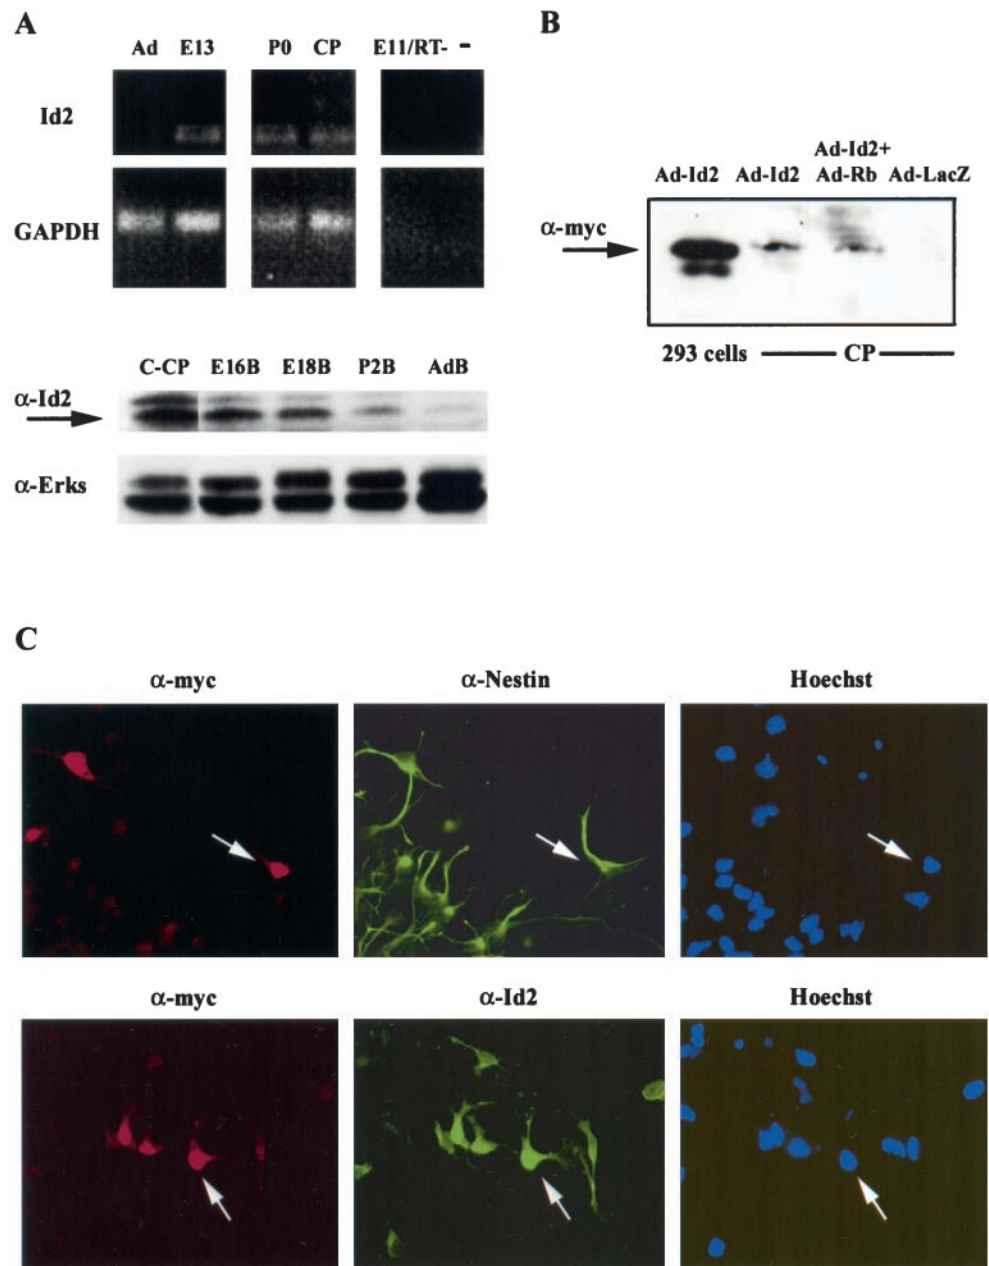 A
Ad E13 P0 CP E11/RT- -
Id2
GAPDH
C-CP E16B E18B P2B AdB
α-Id2
α-Erks
B
Ad-Id2 Ad-Id2 Ad-Id2+ Ad-Rb Ad-LacZ
α-myc
293 cells CP
C
α-myc α-Nestin Hoechst
α-myc α-Id2 Hoechst